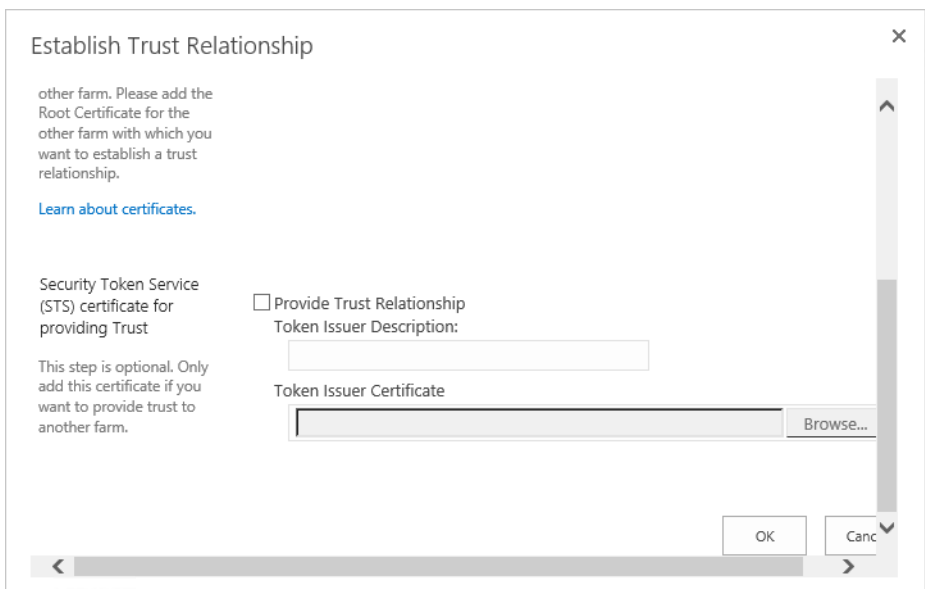 Establish Trust Relationship
other farm. Please add the
Root Certificate for the
other farm with which you
want to establish a trust
relationship.
Learn about certificates.
Security Token Service
(STS) certificate for
providing Trust
This step is optional. Only
add this certificate if you
want to provide trust to
another farm.
Provide Trust Relationship
Token Issuer Description:
Token Issuer Certificate
Browse...
OK
Canc